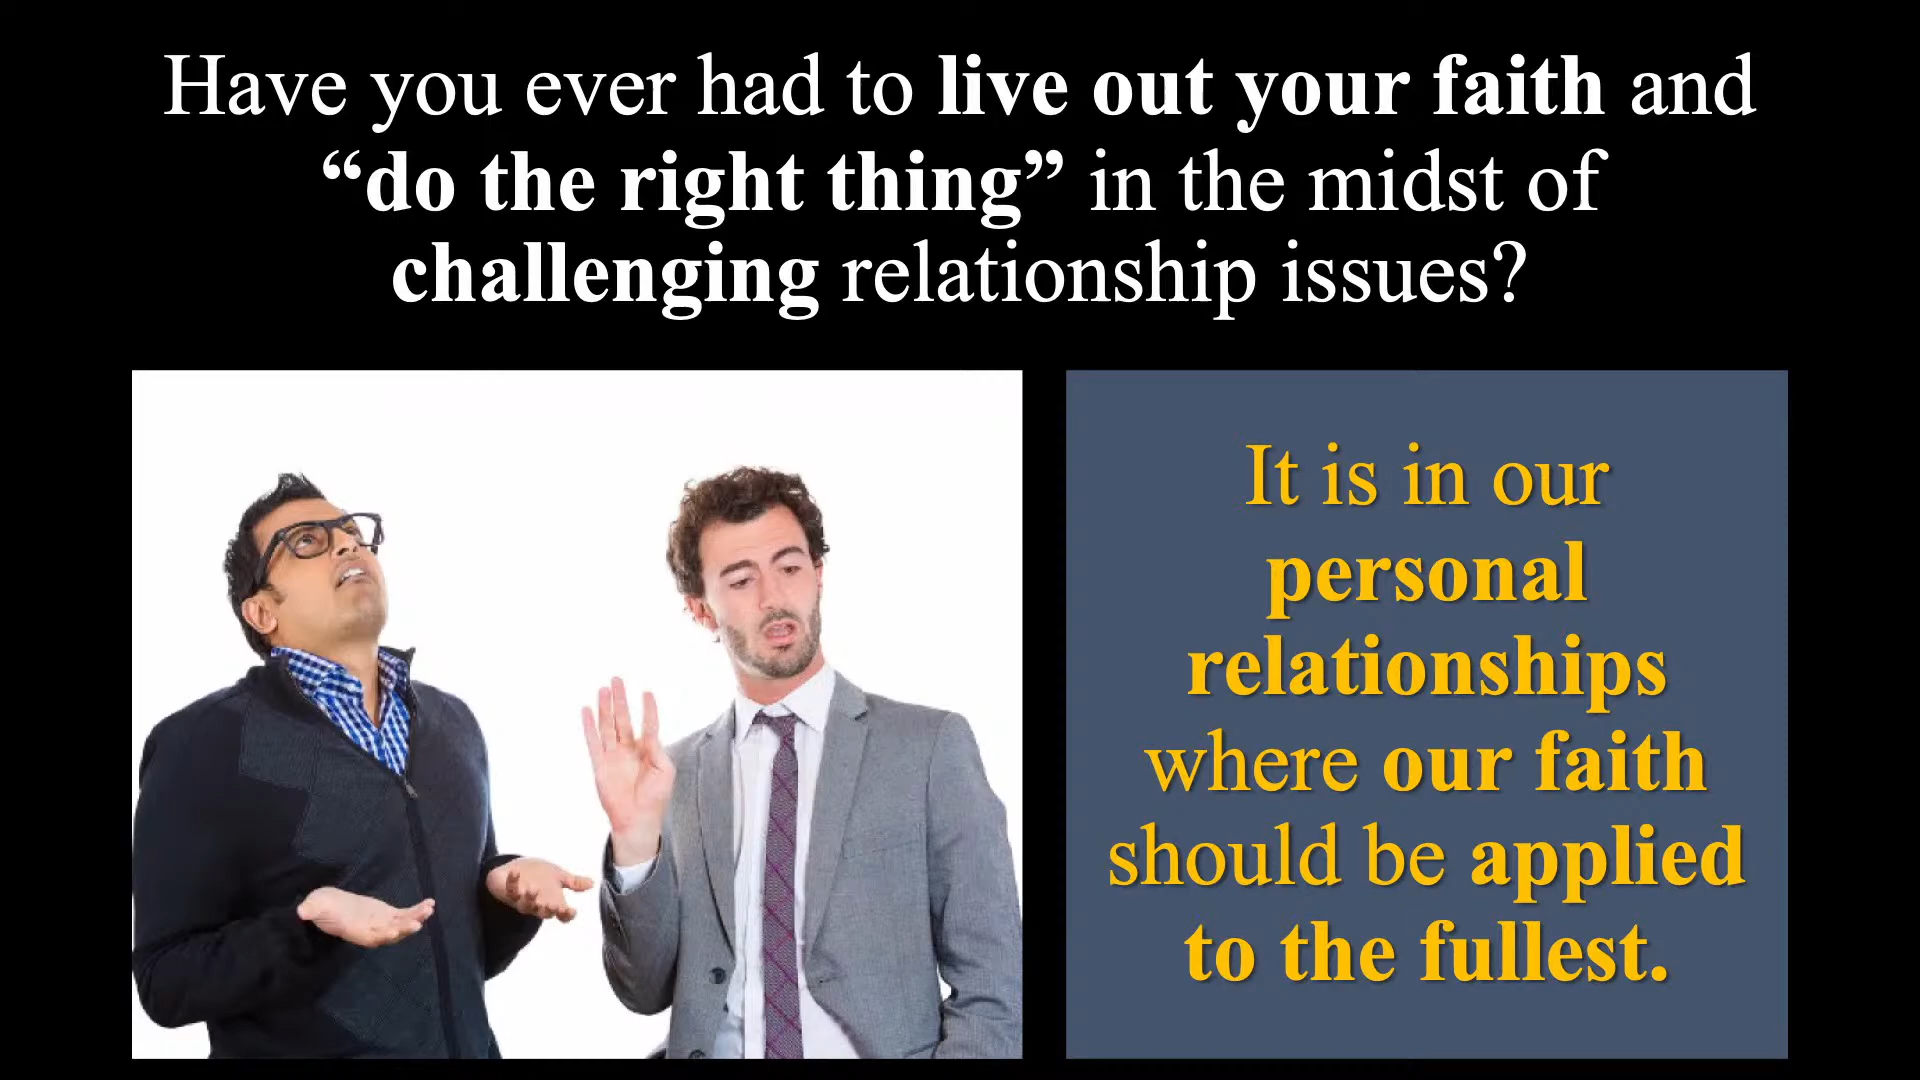 Have you ever had to live out your faith and
“do the right thing” in the midst of
challenging relationship issues?
It is in our
personal
relationships
where our faith
should be applied
to the fullest.